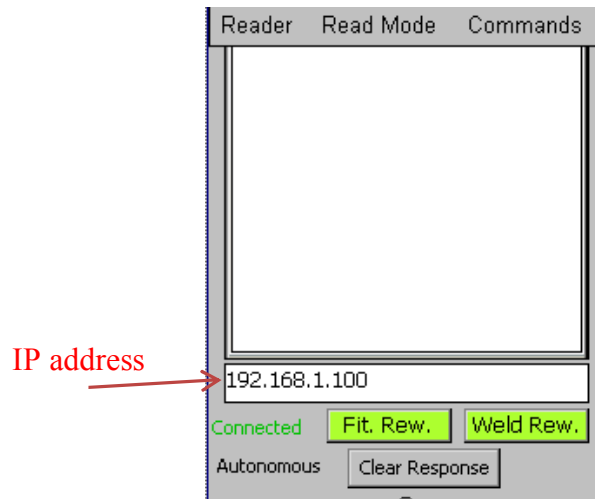 Reader Read Mode Commands
IP address
192.168.1.100
Connected Fit. Rew. Weld Rew.
Autonomous Clear Response